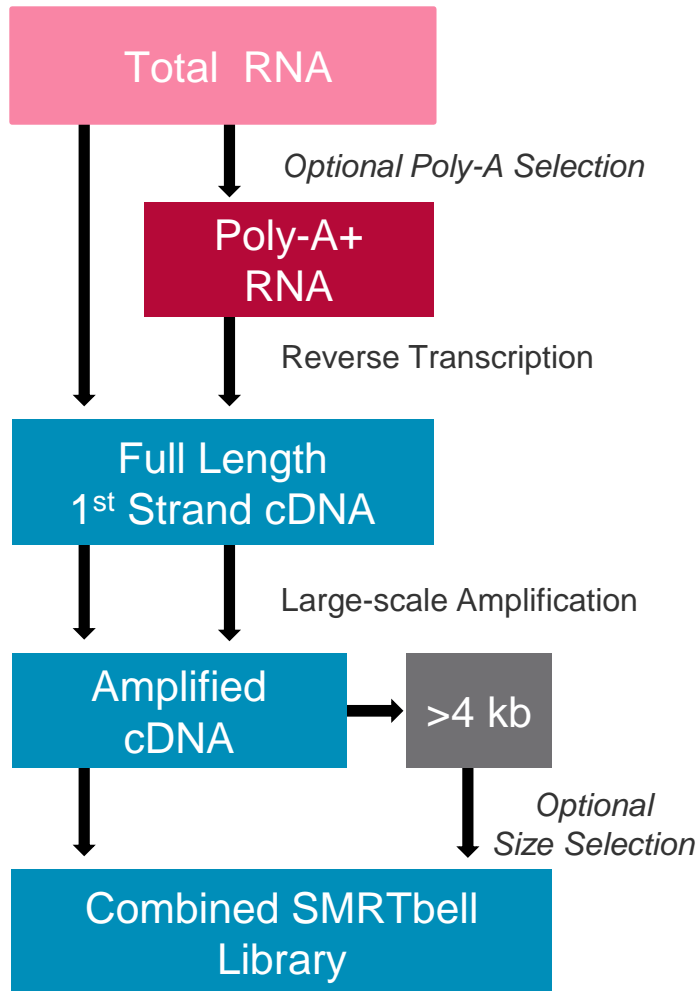 Total RNA
Optional Poly-A Selection
Poly-A+
RNA
Reverse Transcription
Full Length
1st Strand cDNA
Large-scale Amplification
Amplified
cDNA
>4 kb
Optional
Size Selection
Combined SMRTbell
Library